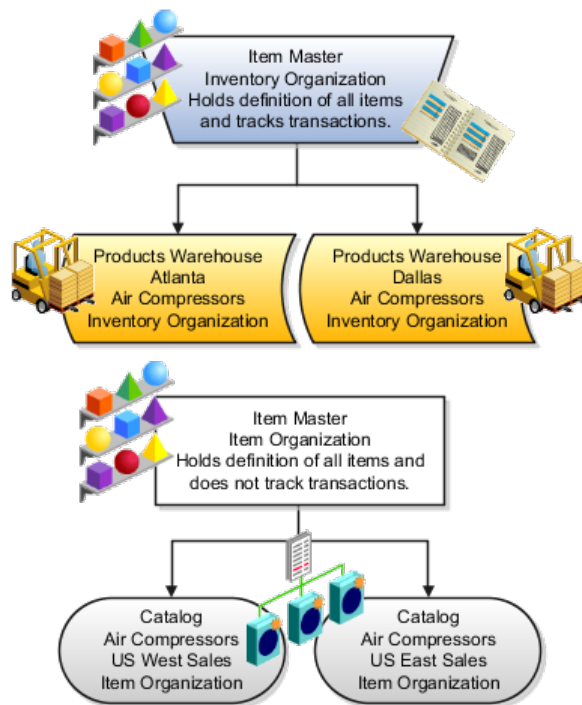 Item Master
Inventory Organization
Holds definition of all items
and tracks transactions.
Products Warehouse
Atlanta
Air Compressors
Inventory Organization
Products Warehouse
Dallas
Air Compressors
Inventory Organization
Item Master
Item Organization
Holds definition of all items and
does not track transactions.
Catalog
Air Compressors
US West Sales
Item Organization
Catalog
Air Compressors
US East Sales
Item Organization